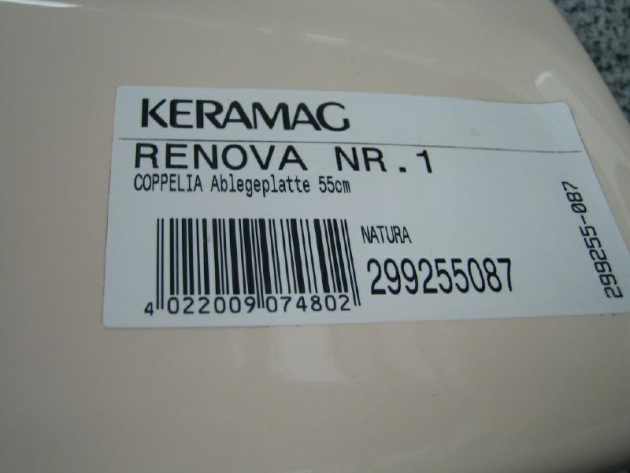 KERAMAG
RENOVA NR.1
COPPELIA Ablegeplatte 55cm
NATURA
299255087
4 022009 074802
299255-087